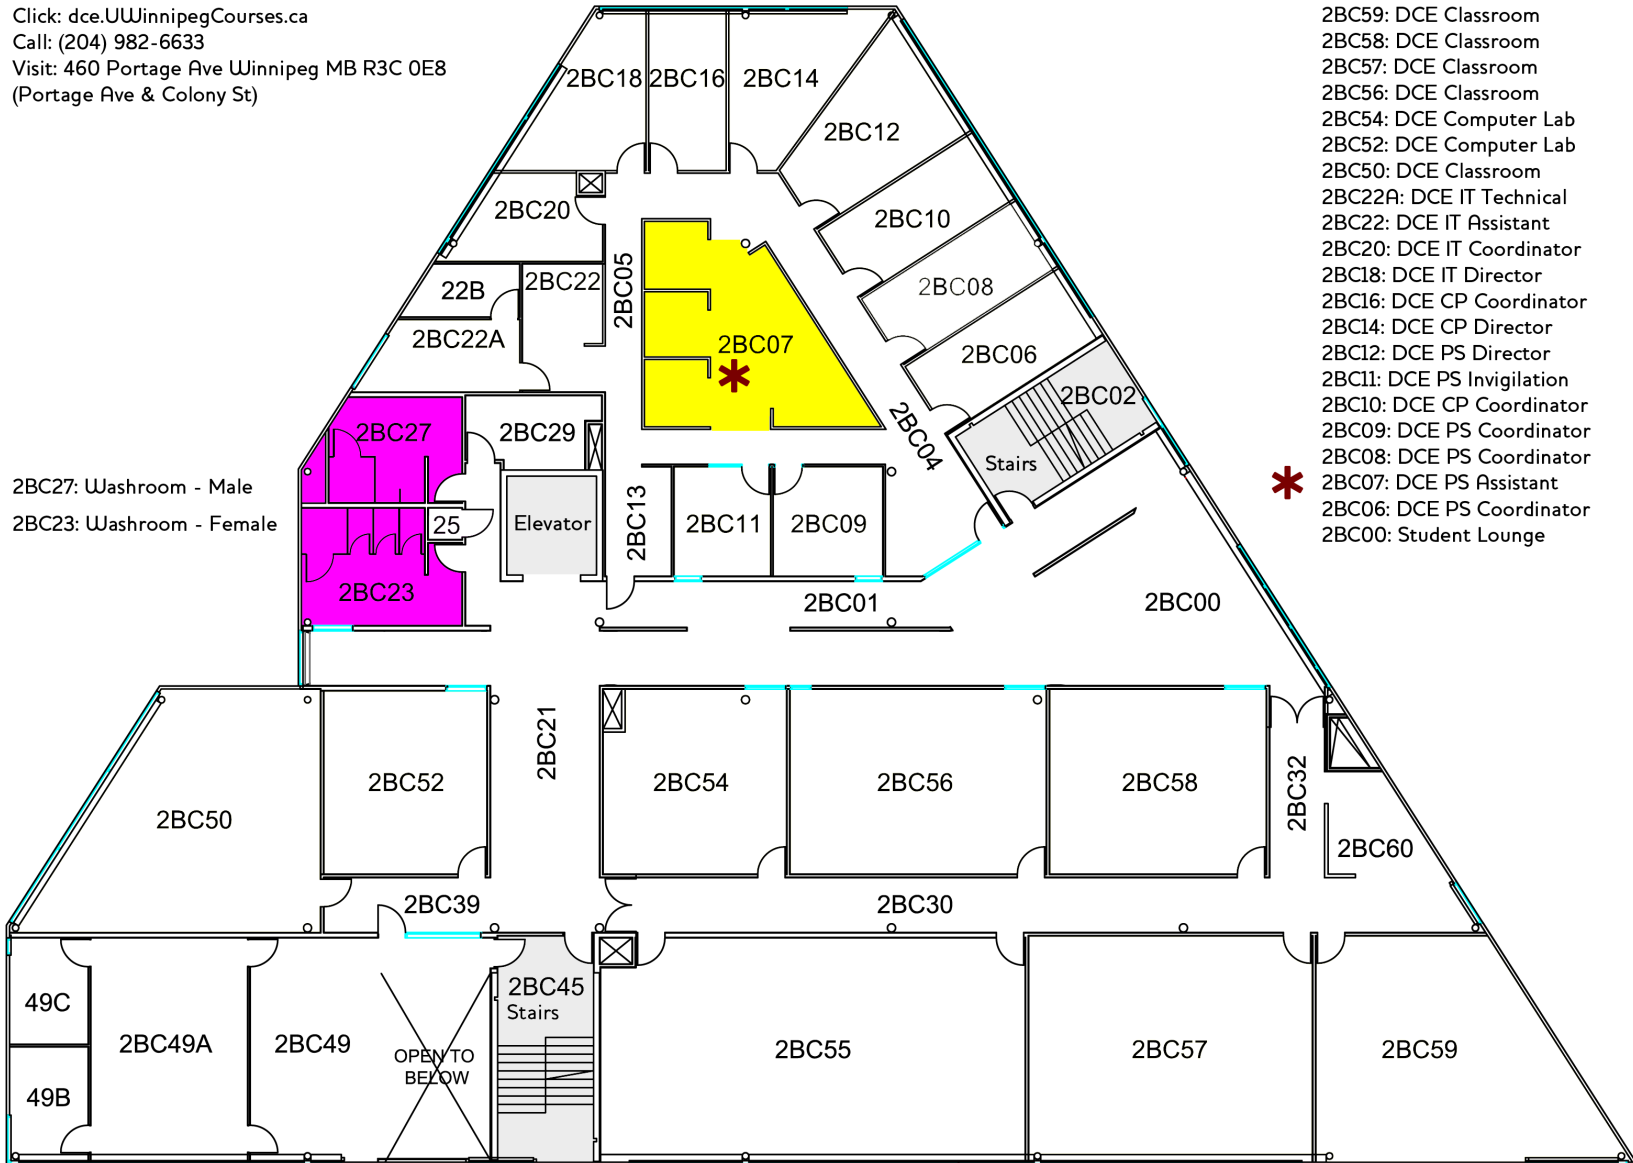 Click: dce.UWinnipegCourses.ca
Call: (204) 982-6633
Visit: 460 Portage Ave Winnipeg MB R3C 0E8
(Portage Ave & Colony St)
2BC59: DCE Classroom
2BC58: DCE Classroom
2BC57: DCE Classroom
2BC56: DCE Classroom
2BC54: DCE Computer Lab
2BC52: DCE Computer Lab
2BC50: DCE Classroom
2BC22A: DCE IT Technical
2BC22: DCE IT Assistant
2BC20: DCE IT Coordinator
2BC18: DCE IT Director
2BC16: DCE CP Coordinator
2BC14: DCE CP Director
2BC12: DCE PS Director
2BC11: DCE PS Invigilation
2BC10: DCE CP Coordinator
2BC09: DCE PS Coordinator
2BC08: DCE PS Coordinator
* 2BC07: DCE PS Assistant
2BC06: DCE PS Coordinator
2BC00: Student Lounge
2BC27: Washroom - Male
2BC23: Washroom - Female
2BC18
2BC16
2BC14
2BC12
2BC20
2BC10
2BC05
22B
2BC22
2BC08
2BC22A
2BC07
*
2BC06
2BC02
2BC27
2BC29
2BC04
Stairs
2BC13
25
Elevator
2BC11
2BC09
2BC23
2BC01
2BC00
2BC21
2BC52
2BC54
2BC56
2BC58
2BC32
2BC50
2BC60
2BC39
2BC30
49C
2BC45
Stairs
2BC49A
2BC49
OPEN TO
BELOW
2BC55
2BC57
2BC59
49B